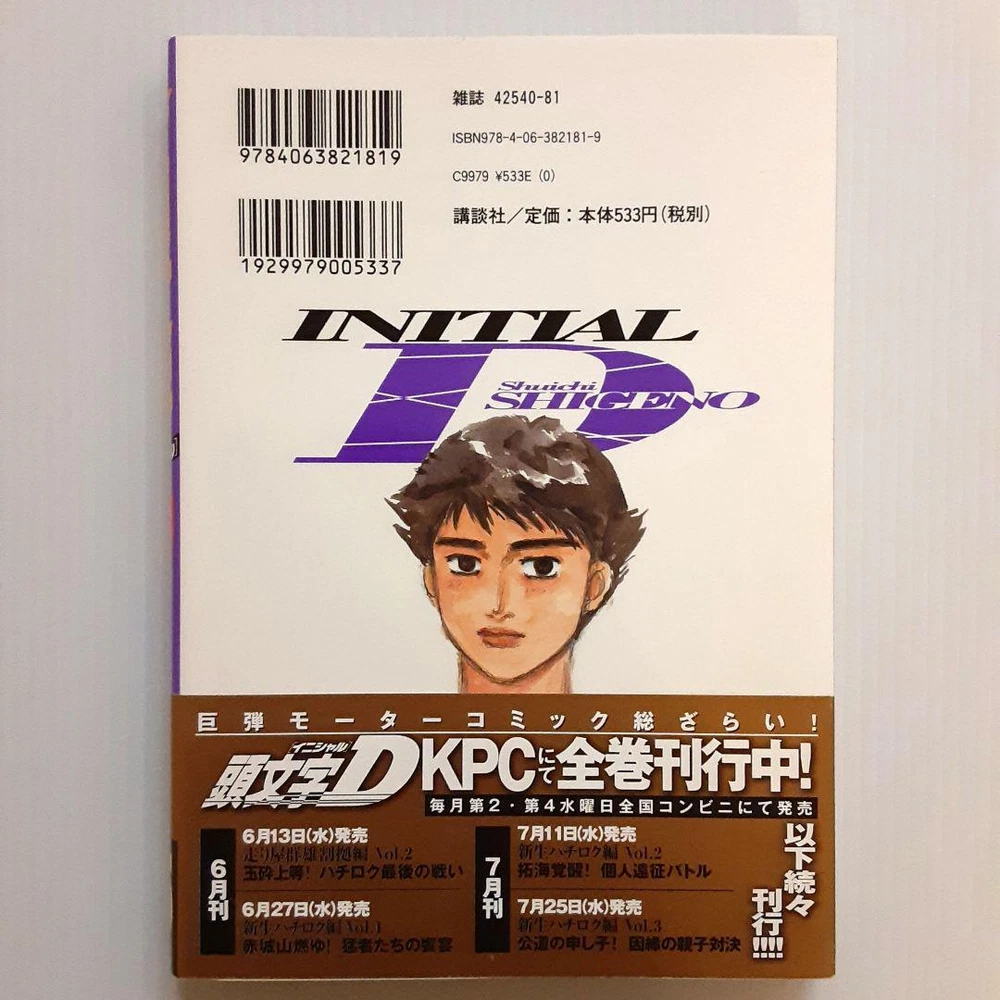 9784063821819
雑誌 42540-81
ISBN978-4-06-382181-9
C9979 ¥533E (0)
1929979005337
講談社／定価：本体533円(税別)
INITIAL
D
Shuichi
SHIGENO
巨弾モーターコミック総ざらい!
イニシャル
頭文字D KPCにて全巻刊行中!
毎月第2・第4水曜日全国コンビニにて発売
6月刊
6月13日(水)発売
走り屋群雄割拠編 Vol.2
玉砕上等! ハチロク最後の戦い
6月27日(水)発売
新生ハチロク編 Vol.1
赤城山燃ゆ! 猛者たちの饗宴
7月刊
7月11日(水)発売
新生ハチロク編 Vol.2
拓海覚醒! 個人遠征バトル
7月25日(水)発売
新生ハチロク編 Vol.3
公道の申し子! 因縁の親子対決
以下続々
刊行!!!!